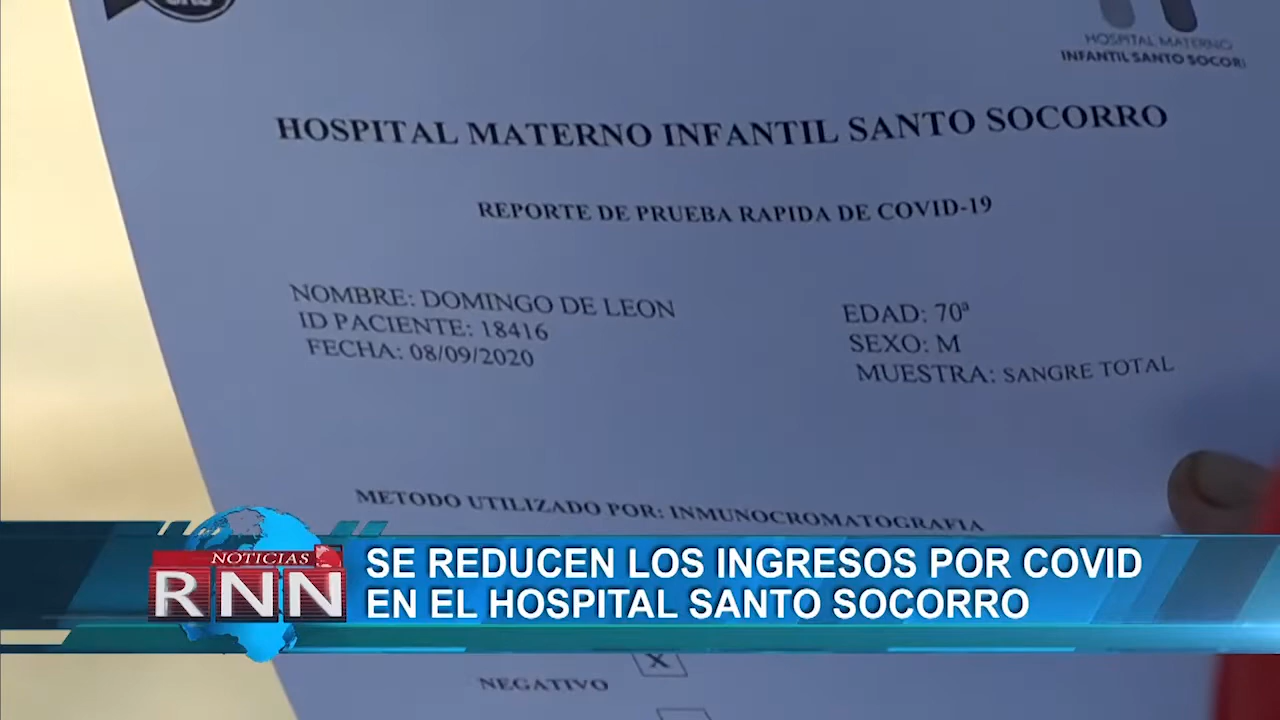 HOSPITAL MATERNO
INFANTIL SANTO SOCORR
HOSPITAL MATERNO INFANTIL SANTO SOCORRO
REPORTE DE PRUEBA RAPIDA DE COVID-19
NOMBRE: DOMINGO DE LEON
ID PACIENTE: 18416
FECHA: 08/09/2020
EDAD: 70ª
SEXO: M
MUESTRA: SANGRE TOTAL
METODO UTILIZADO POR: INMUNOCROMATOGRAFIA
NOTICIAS
RNN
SE REDUCEN LOS INGRESOS POR COVID
EN EL HOSPITAL SANTO SOCORRO
X
NEGATIVO